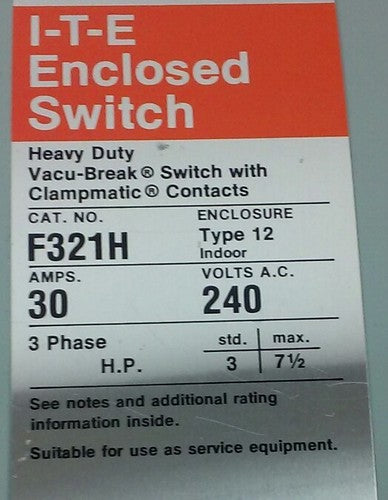 I-T-E
Enclosed
Switch
Heavy Duty
Vacu-Break® Switch with
Clampmatic® Contacts
CAT. NO. ENCLOSURE
F321H Type 12
Indoor
AMPS. VOLTS A.C.
30 240
3 Phase std. max.
H.P. 3 7½
See notes and additional rating
information inside.
Suitable for use as service equipment.